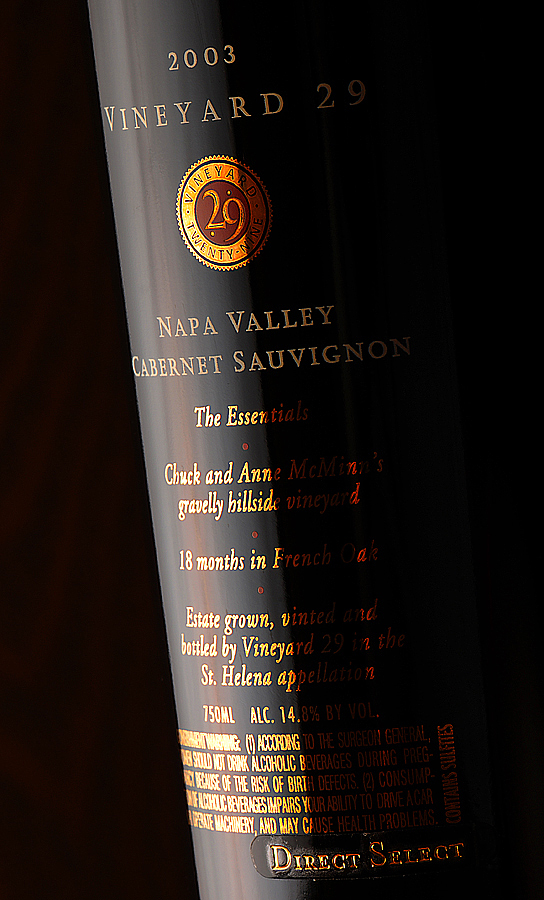 2003
VINEYARD 29
VINEYARD
29
TWENTY-NINE
NAPA VALLEY
CABERNET SAUVIGNON
The Essentials
Chuck and Anne McMinn's
gravelly hillside vineyard
18 months in French Oak
Estate grown, vinted and
bottled by Vineyard 29 in the
St. Helena appellation
750ML ALC. 14.8% BY VOL.
WARNING: (1) ACCORDING TO THE SURGEON GENERAL,
SHOULD NOT DRINK ALCOHOLIC BEVERAGES DURING PREG-
BECAUSE OF THE RISK OF BIRTH DEFECTS. (2) CONSUMP-
OF ALCOHOLIC BEVERAGES IMPAIRS YOUR ABILITY TO DRIVE A CAR
OPERATE MACHINERY, AND MAY CAUSE HEALTH PROBLEMS.
CONTAINS SULFITES
DIRECT SELECT